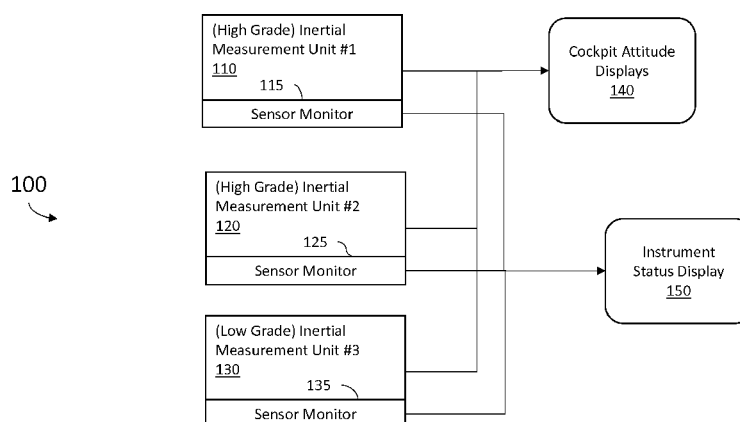 (High Grade) Inertial
Measurement Unit #1
110
115
Sensor Monitor
Cockpit Attitude
Displays
140
100
(High Grade) Inertial
Measurement Unit #2
120
125
Sensor Monitor
Instrument
Status Display
150
(Low Grade) Inertial
Measurement Unit #3
130
135
Sensor Monitor